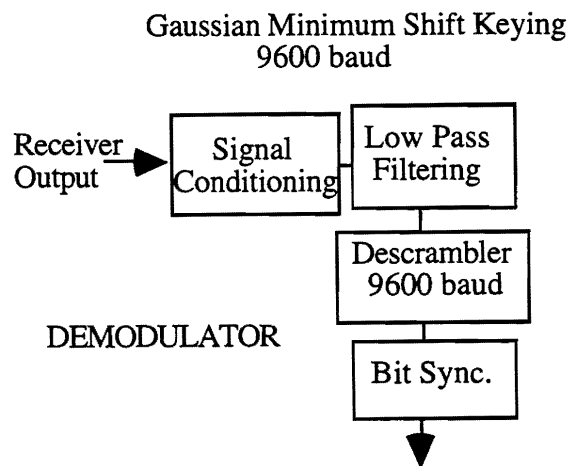 Gaussian Minimum Shift Keying
9600 baud
Receiver
Output
Signal
Conditioning
Low Pass
Filtering
Descrambler
9600 baud
DEMODULATOR
Bit Sync.